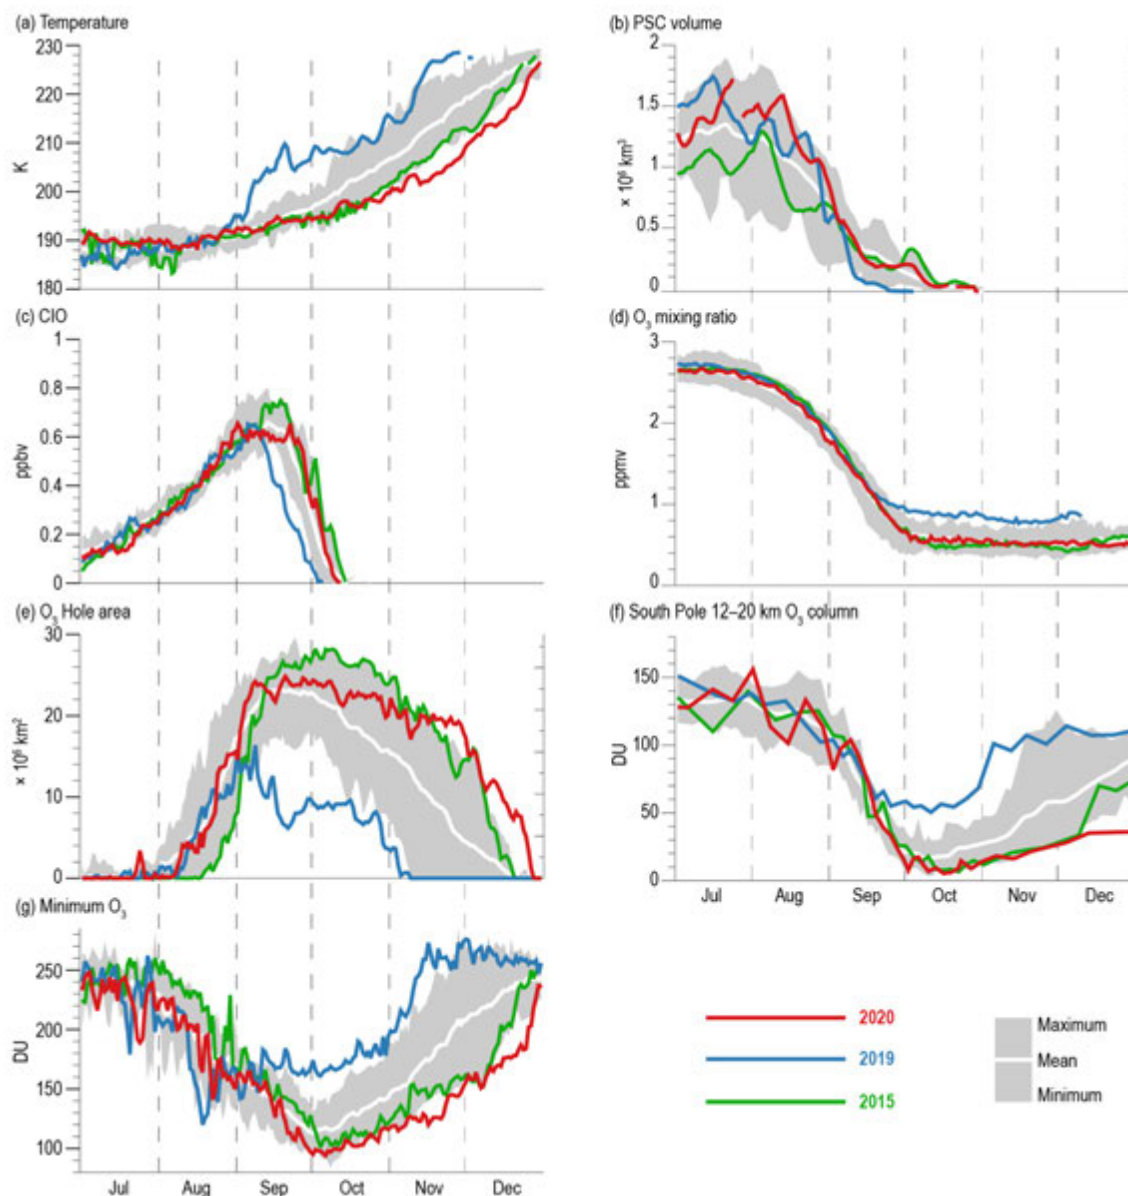 (a) Temperature
230
220
210
200
190
180
K
(b) PSC volume
2
1.5
1
0.5
0
x 10⁶ km³
(c) ClO
1
0.8
0.6
0.4
0.2
0
ppbv
(d) O₃ mixing ratio
3
2
1
0
ppmv
(e) O₃ Hole area
30
20
10
0
x 10⁶ km²
(f) South Pole 12–20 km O₃ column
150
100
50
0
DU
Jul Aug Sep Oct Nov Dec
(g) Minimum O₃
250
200
150
100
DU
Jul Aug Sep Oct Nov Dec
2020
2019
2015
Maximum
Mean
Minimum